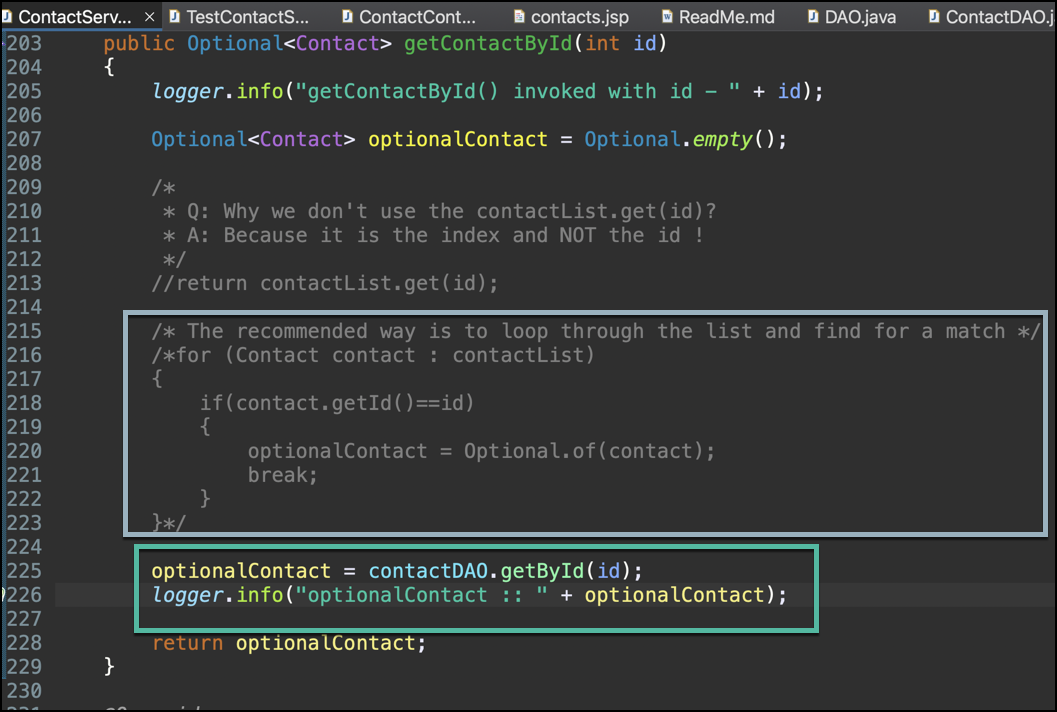 ContactServ... × TestContactS... ContactCont... contacts.jsp ReadMe.md DAO.java ContactDAO.j
203 public Optional<Contact> getContactById(int id)
204 {
205 logger.info("getContactById() invoked with id - " + id);
206
207 Optional<Contact> optionalContact = Optional.empty();
208
209 /*
210 * Q: Why we don't use the contactList.get(id)?
211 * A: Because it is the index and NOT the id !
212 */
213 //return contactList.get(id);
214
215 /* The recommended way is to loop through the list and find for a match */
216 /*for (Contact contact : contactList)
217 {
218 if(contact.getId()==id)
219 {
220 optionalContact = Optional.of(contact);
221 break;
222 }
223 }*/
224
225 optionalContact = contactDAO.getById(id);
226 logger.info("optionalContact :: " + optionalContact);
227
228 return optionalContact;
229 }
230